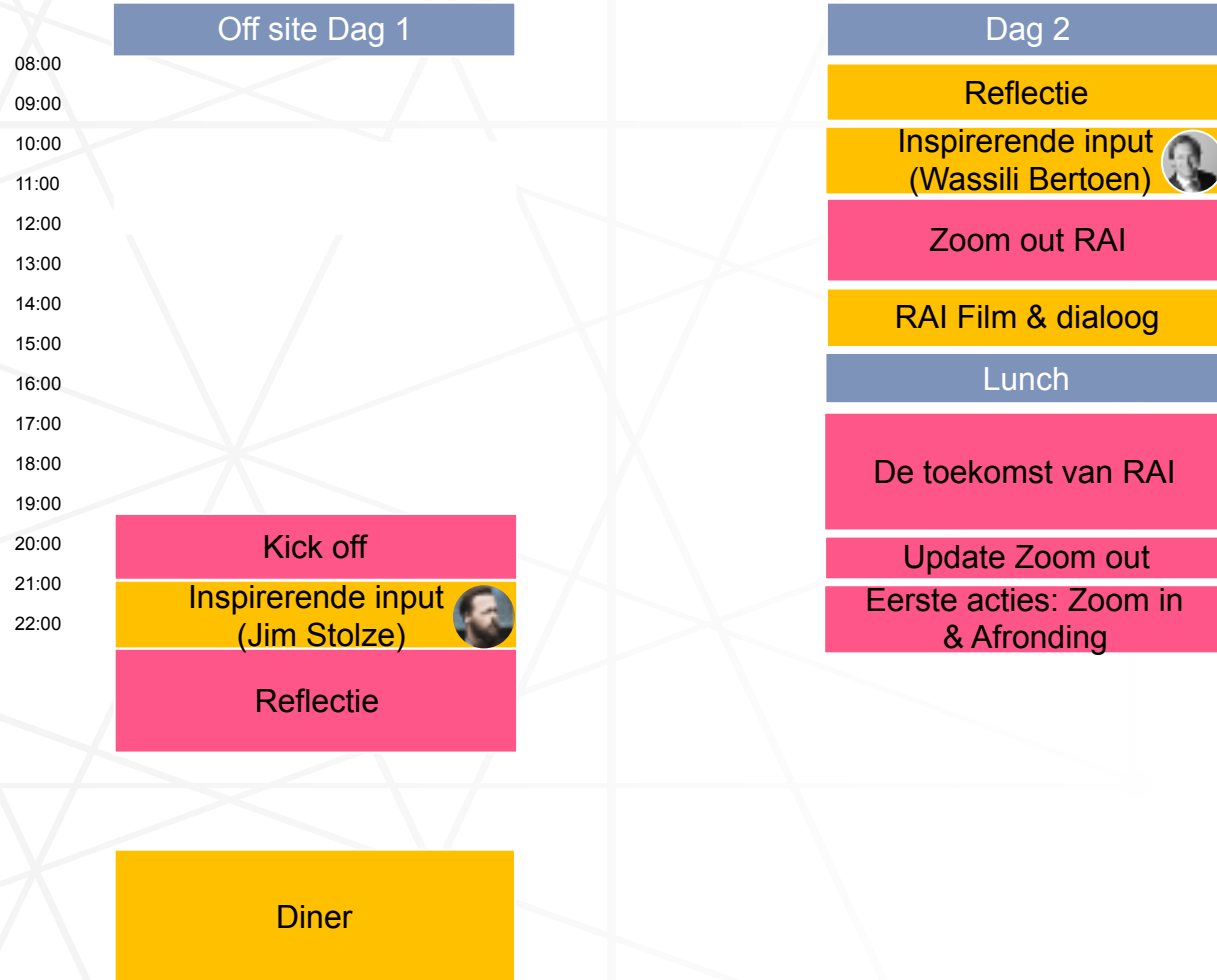 Off site Dag 1
08:00
09:00
10:00
11:00
12:00
13:00
14:00
15:00
16:00
17:00
18:00
19:00
20:00
21:00
22:00
Kick off
Inspirerende input
(Jim Stolze)
Reflectie
Diner
Dag 2
Reflectie
Inspirerende input
(Wassili Bertoen)
Zoom out RAI
RAI Film & dialoog
Lunch
De toekomst van RAI
Update Zoom out
Eerste acties: Zoom in
& Afronding